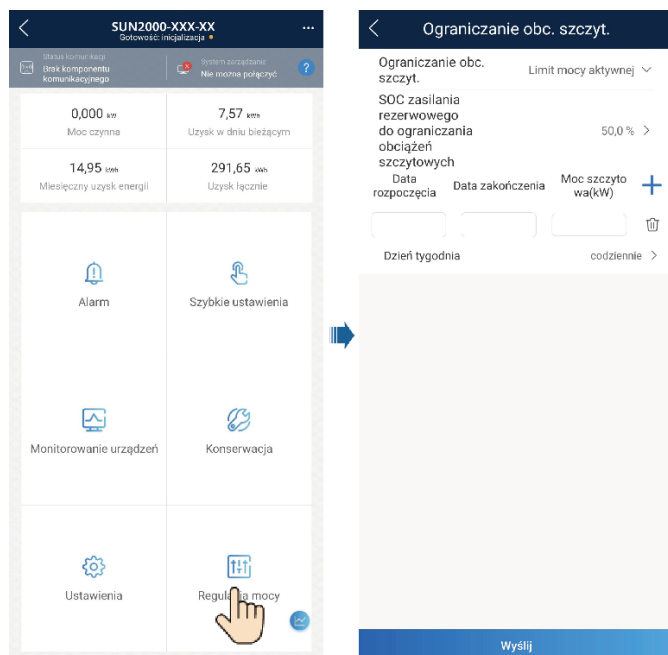 SUN2000-XXX-XX
Gotowość: inicjalizacja
Status komunikacji
Brak komponentu
komunikacyjnego
System zarządzania
Nie można połączyć
?
0,000 kW
Moc czynna
7,57 kWh
Uzysk w dniu bieżącym
14,95 kWh
Miesięczny uzysk energii
291,65 kWh
Uzysk łącznie
Alarm
Szybkie ustawienia
Monitorowanie urządzeń
Konserwacja
Ustawienia
Regulacja mocy
Ograniczanie obc. szczyt.
Ograniczanie obc.
szczyt.
Limit mocy aktywnej
SOC zasilania
rezerwowego
do ograniczania
obciążeń
szczytowych
50,0 %
Data
rozpoczęcia
Data zakończenia
Moc szczyto
wa(kW)
Dzień tygodnia
codziennie
Wyślij